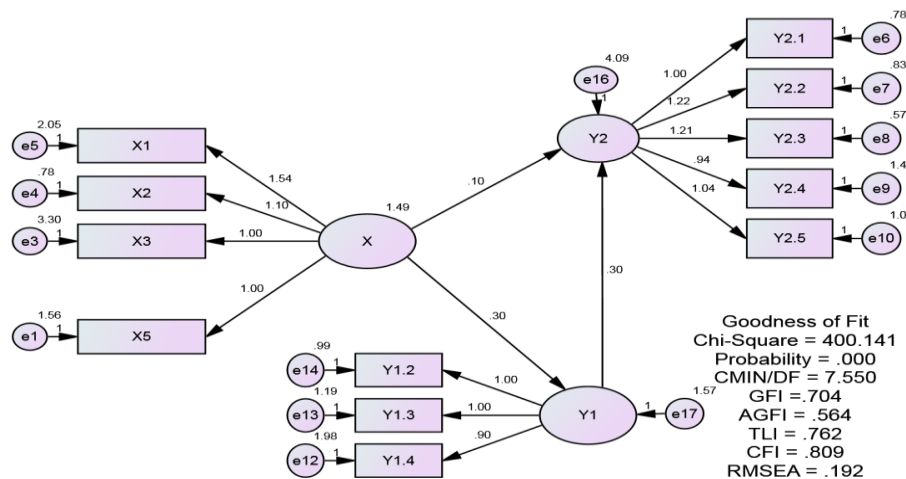 .78
Y2.1
1
e6
4.09
e16
1
1.00
.83
Y2.2
1
e7
1.22
Y2
1.21
.57
Y2.3
1
e8
.94
1.4
Y2.4
1
e9
1.04
1.0
Y2.5
1
e10
2.05
e5
1
X1
1.54
.78
e4
1
X2
1.10
.10
3.30
e3
1
X3
1.00
1.49
X
1.56
e1
1
X5
1.00
.30
.30
.99
e14
1
Y1.2
1.00
1.19
e13
1
Y1.3
1.00
Y1
1
e17
1.57
1.98
e12
1
Y1.4
.90
Goodness of Fit
Chi-Square = 400.141
Probability = .000
CMIN/DF = 7.550
GFI = .704
AGFI = .564
TLI = .762
CFI = .809
RMSEA = .192